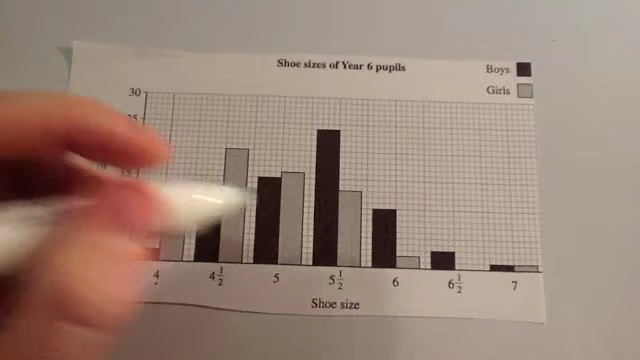 Shoe sizes of Year 6 pupils
Boys
Girls
30
4 4 1/2 5 5 1/2 6 6 1/2 7
Shoe size